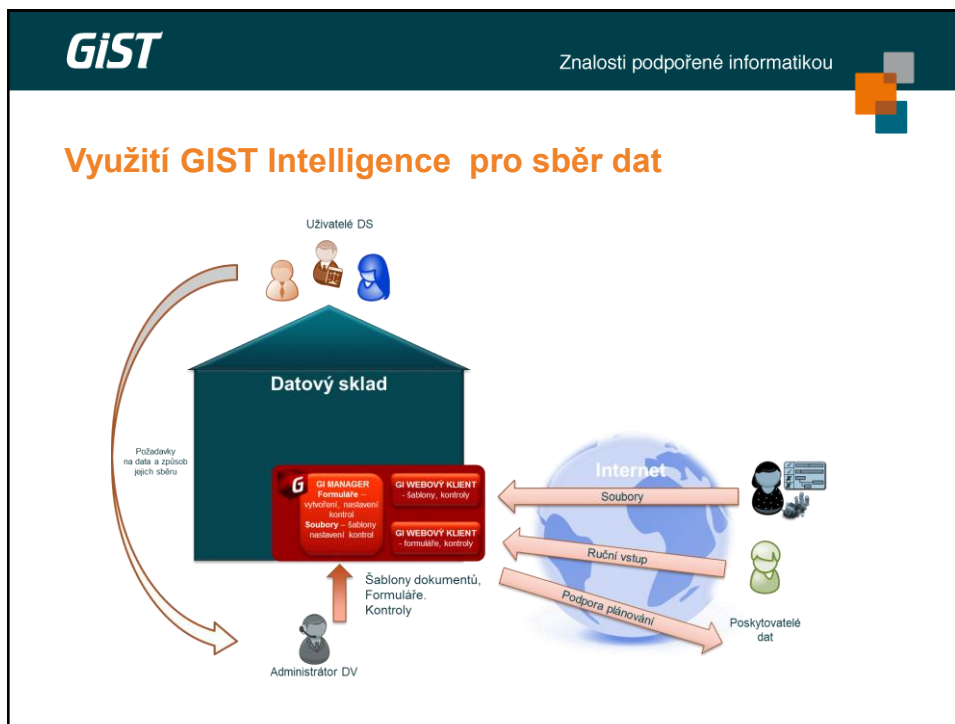 GiST
Znalosti podpořené informatikou
Využití GIST Intelligence pro sběr dat
Uživatelé DS
Datový sklad
Požadavky
na data a způsob
jejich sběru
G
GI MANAGER
Formuláře –
vytvoření, nastavení
kontrol
Soubory – šablony
nastavení kontrol
GI WEBOVÝ KLIENT
- šablony, kontroly
GI WEBOVÝ KLIENT
- formuláře, kontroly
Internet
Soubory
Ruční vstup
Podpora plánování
Poskytovatelé
dat
Šablony dokumentů,
Formuláře.
Kontroly
Administrátor DV